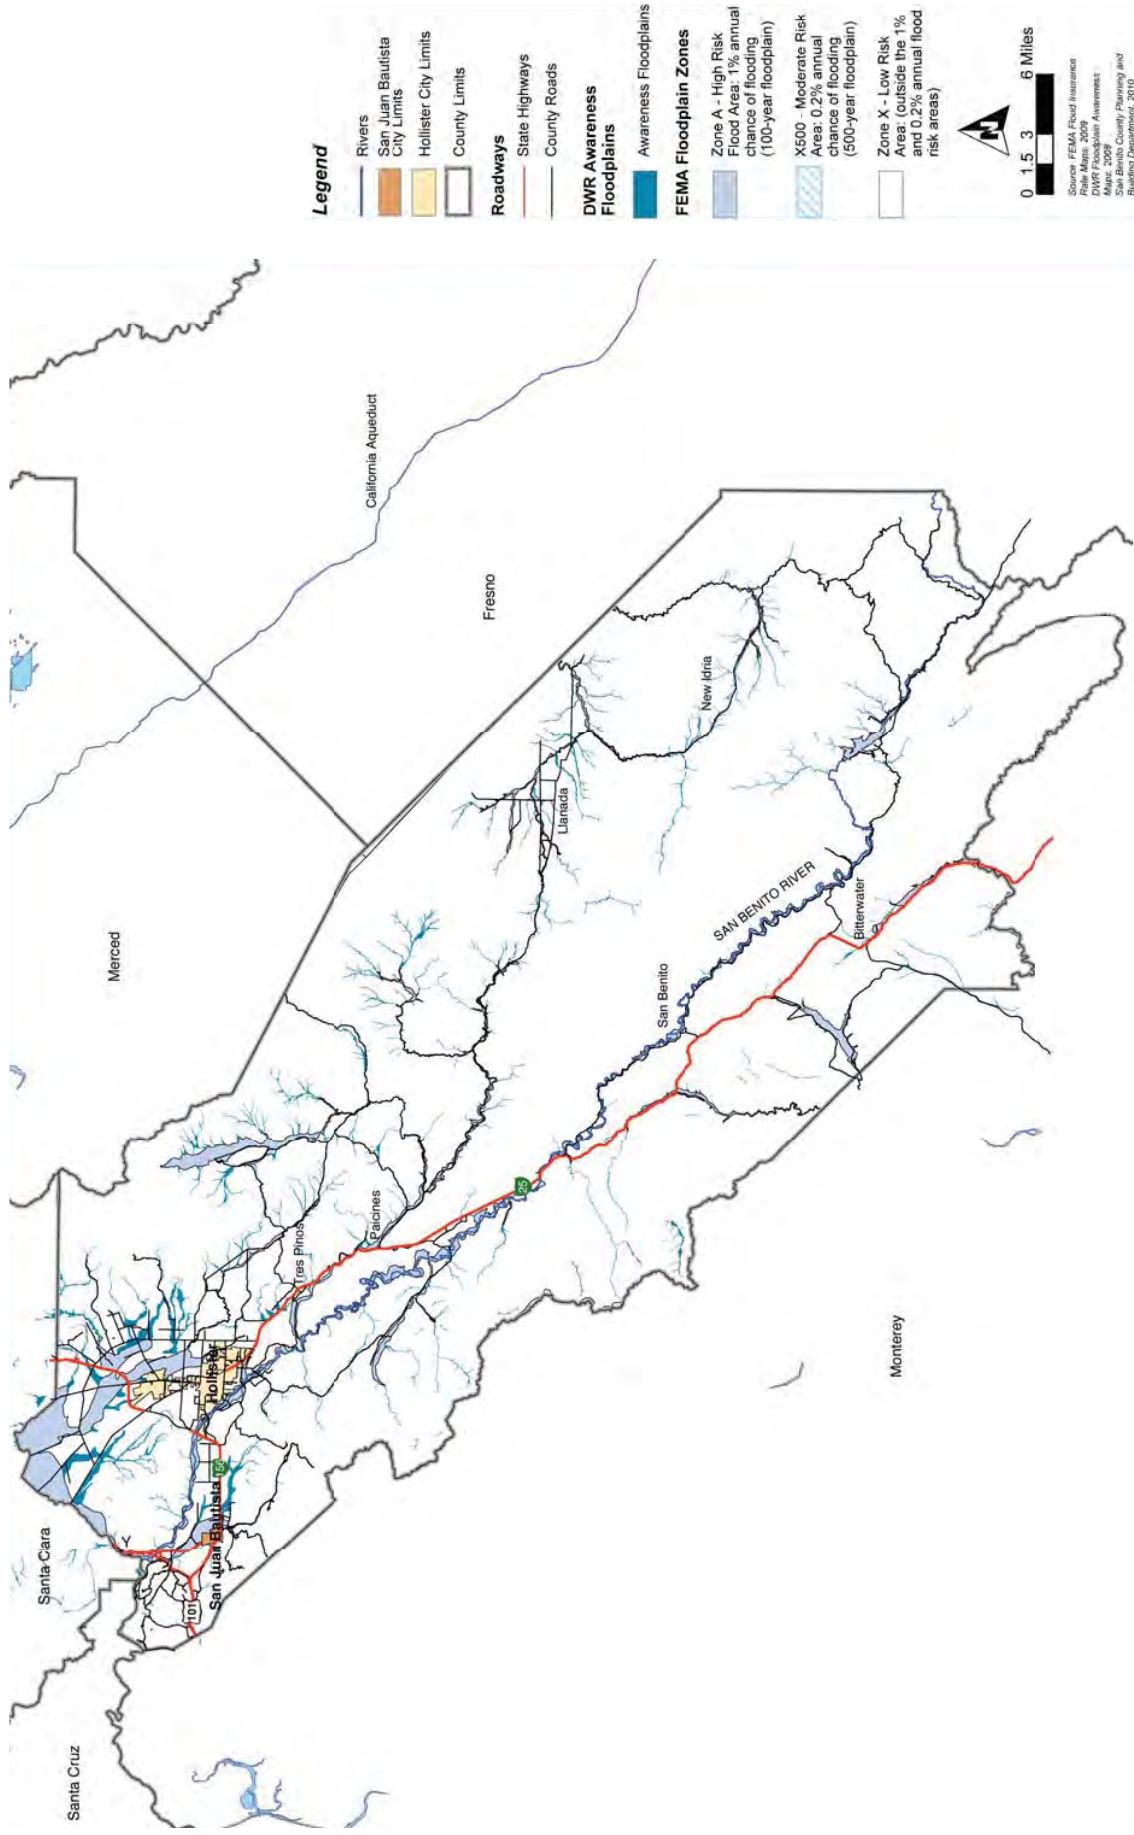 Legend
Rivers
San Juan Bautista
City Limits
Hollister City Limits
County Limits
Roadways
State Highways
County Roads
DWR Awareness
Floodplains
Awareness Floodplains
FEMA Floodplain Zones
Zone A - High Risk
Flood Area: 1% annual
chance of flooding
(100-year floodplain)
X500 - Moderate Risk
Area: 0.2% annual
chance of flooding
(500-year floodplain)
Zone X - Low Risk
Area: (outside the 1%
and 0.2% annual flood
risk areas)
N
0 1.5 3 6 Miles
Source: FEMA Flood Insurance
Rate Maps: 2009
DWR Floodplain Awareness
Maps: 2008
San Benito County Planning and
Building Department, 2010
Santa Cruz
Santa Clara
Merced
Fresno
Monterey
California Aqueduct
Y
101
San Juan Bautista
156
Hollister
Tres Pinos
Paicines
25
San Benito
SAN BENITO RIVER
Bitterwater
Llanada
New Idria